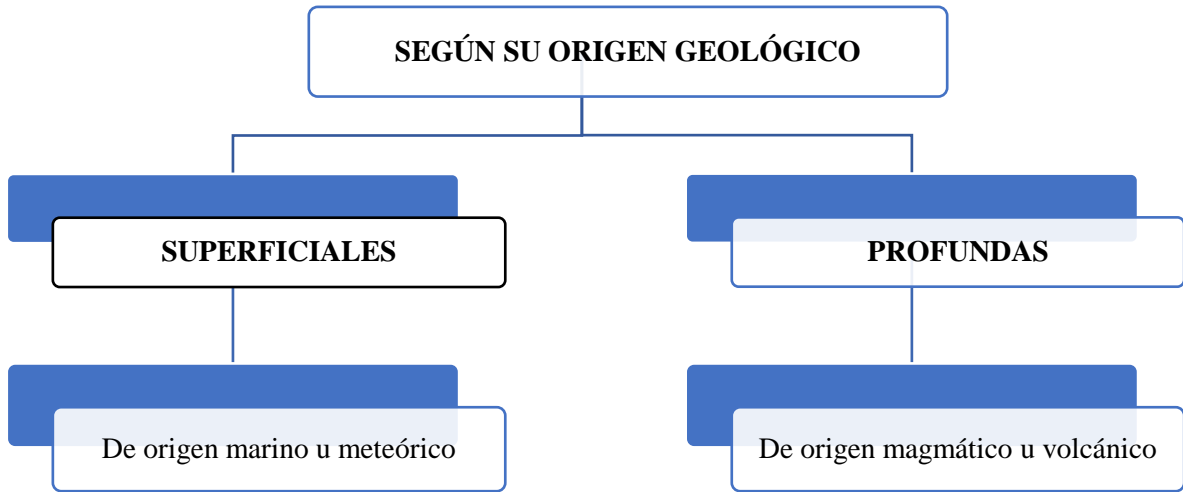 SEGÚN SU ORIGEN GEOLÓGICO
SUPERFICIALES
PROFUNDAS
De origen marino u meteórico
De origen magmático u volcánico